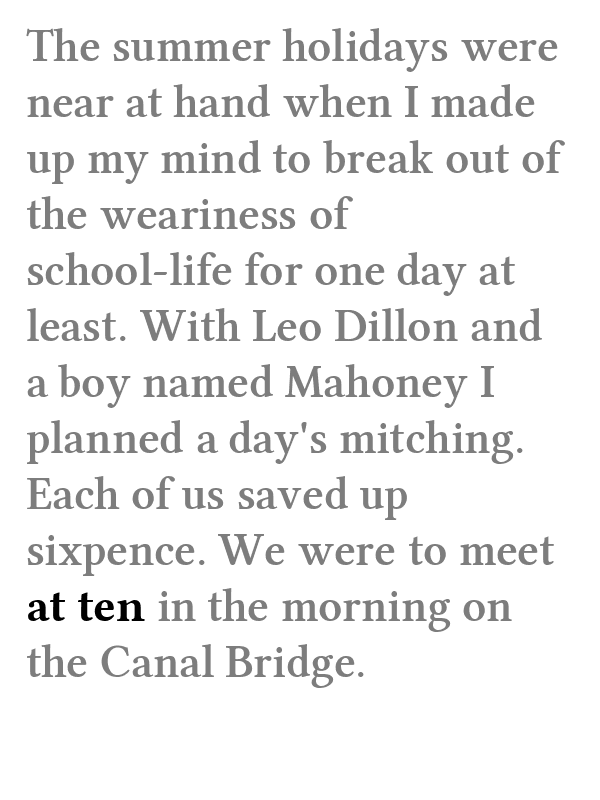 The summer holidays were
near at hand when I made
up my mind to break out of
the weariness of
school-life for one day at
least. With Leo Dillon and
a boy named Mahoney I
planned a day's mitching.
Each of us saved up
sixpence. We were to meet
at ten in the morning on
the Canal Bridge.